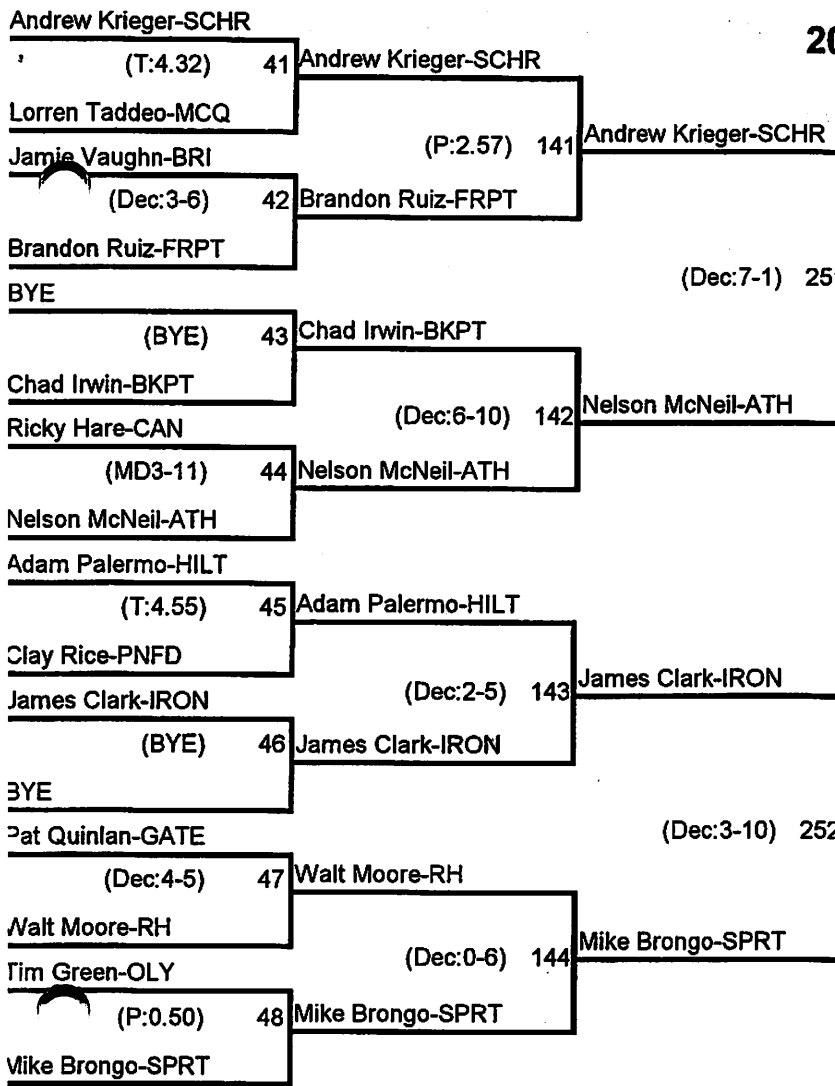 Andrew Krieger-SCHR
20
(T:4.32) 41 Andrew Krieger-SCHR
Lorren Taddeo-MCQ
(P:2.57) 141 Andrew Krieger-SCHR
Jamie Vaughn-BRI
(Dec:3-6) 42 Brandon Ruiz-FRPT
Brandon Ruiz-FRPT
(Dec:7-1) 251
BYE
(BYE) 43 Chad Irwin-BKPT
Chad Irwin-BKPT
(Dec:6-10) 142 Nelson McNeil-ATH
Ricky Hare-CAN
(MD3-11) 44 Nelson McNeil-ATH
Nelson McNeil-ATH
Adam Palermo-HILT
(T:4.55) 45 Adam Palermo-HILT
Clay Rice-PNFD
(Dec:2-5) 143 James Clark-IRON
James Clark-IRON
(BYE) 46 James Clark-IRON
BYE
(Dec:3-10) 252
Pat Quinlan-GATE
(Dec:4-5) 47 Walt Moore-RH
Walt Moore-RH
(Dec:0-6) 144 Mike Brongo-SPRT
Tim Green-OLY
(P:0.50) 48 Mike Brongo-SPRT
Mike Brongo-SPRT